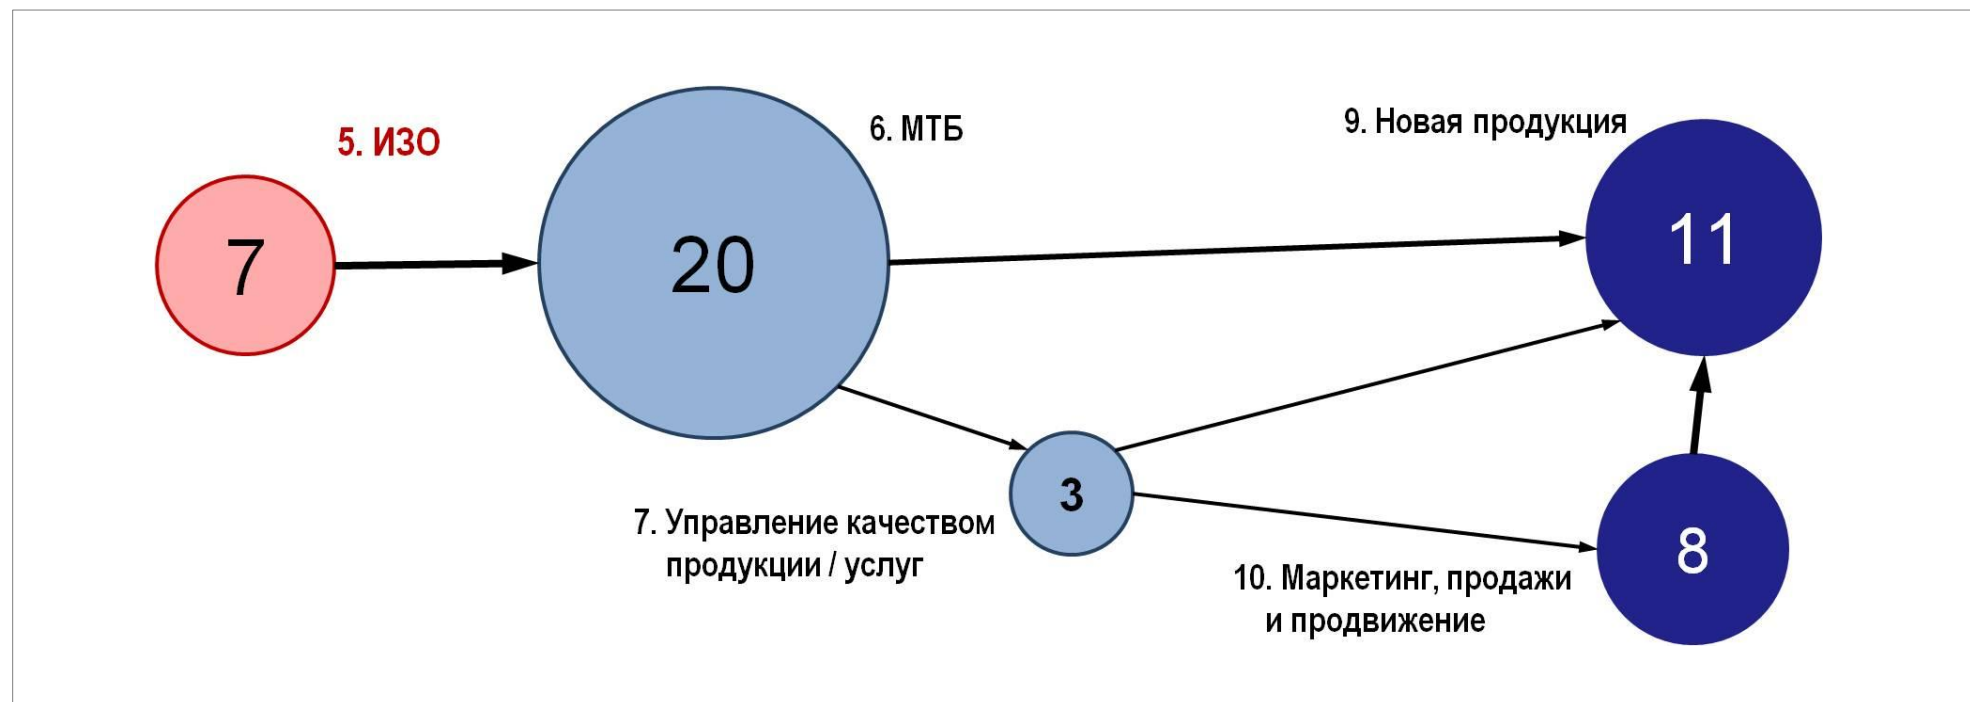 5. ИЗО
7
6. МТБ
20
9. Новая продукция
11
7. Управление качеством
продукции / услуг
3
10. Маркетинг, продажи
и продвижение
8